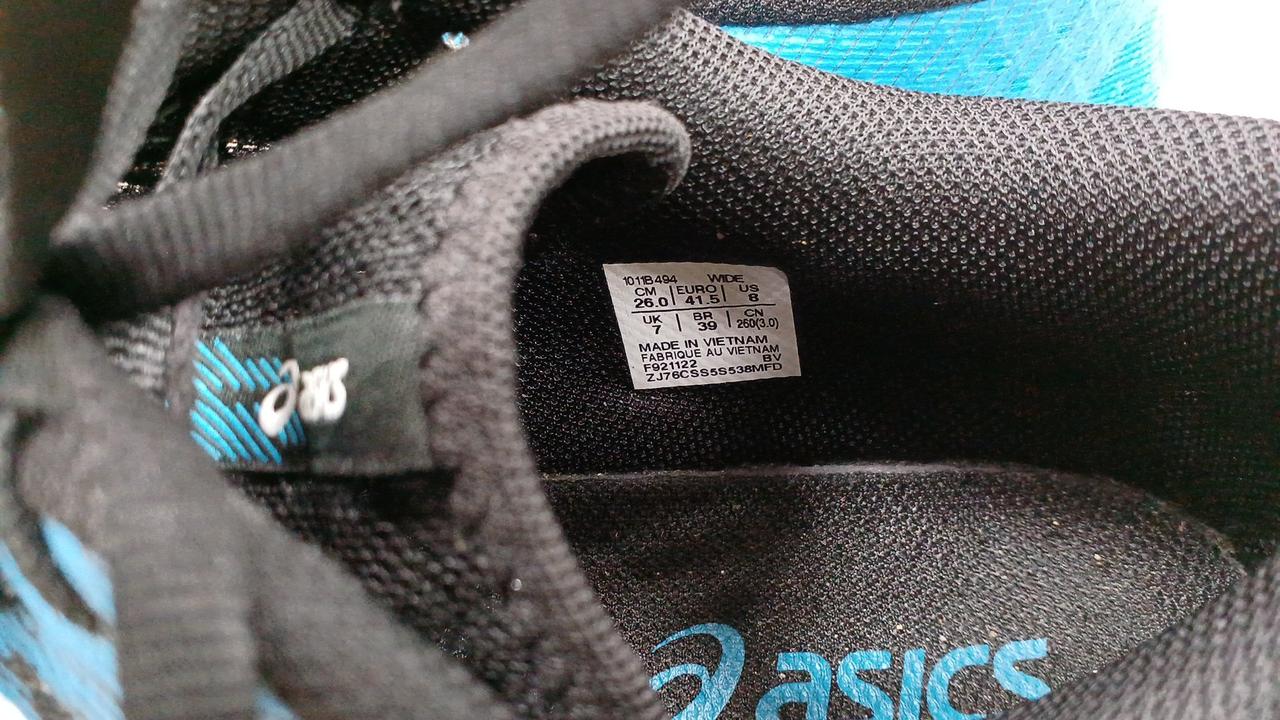 1011B494 WIDE
CM 26.0 EURO 41.5 US 8
UK 7 BR 39 CN 260(3.0)
MADE IN VIETNAM
FABRIQUE AU VIETNAM
F921122 BV
ZJ76CSS5S538MFD
asics
asics